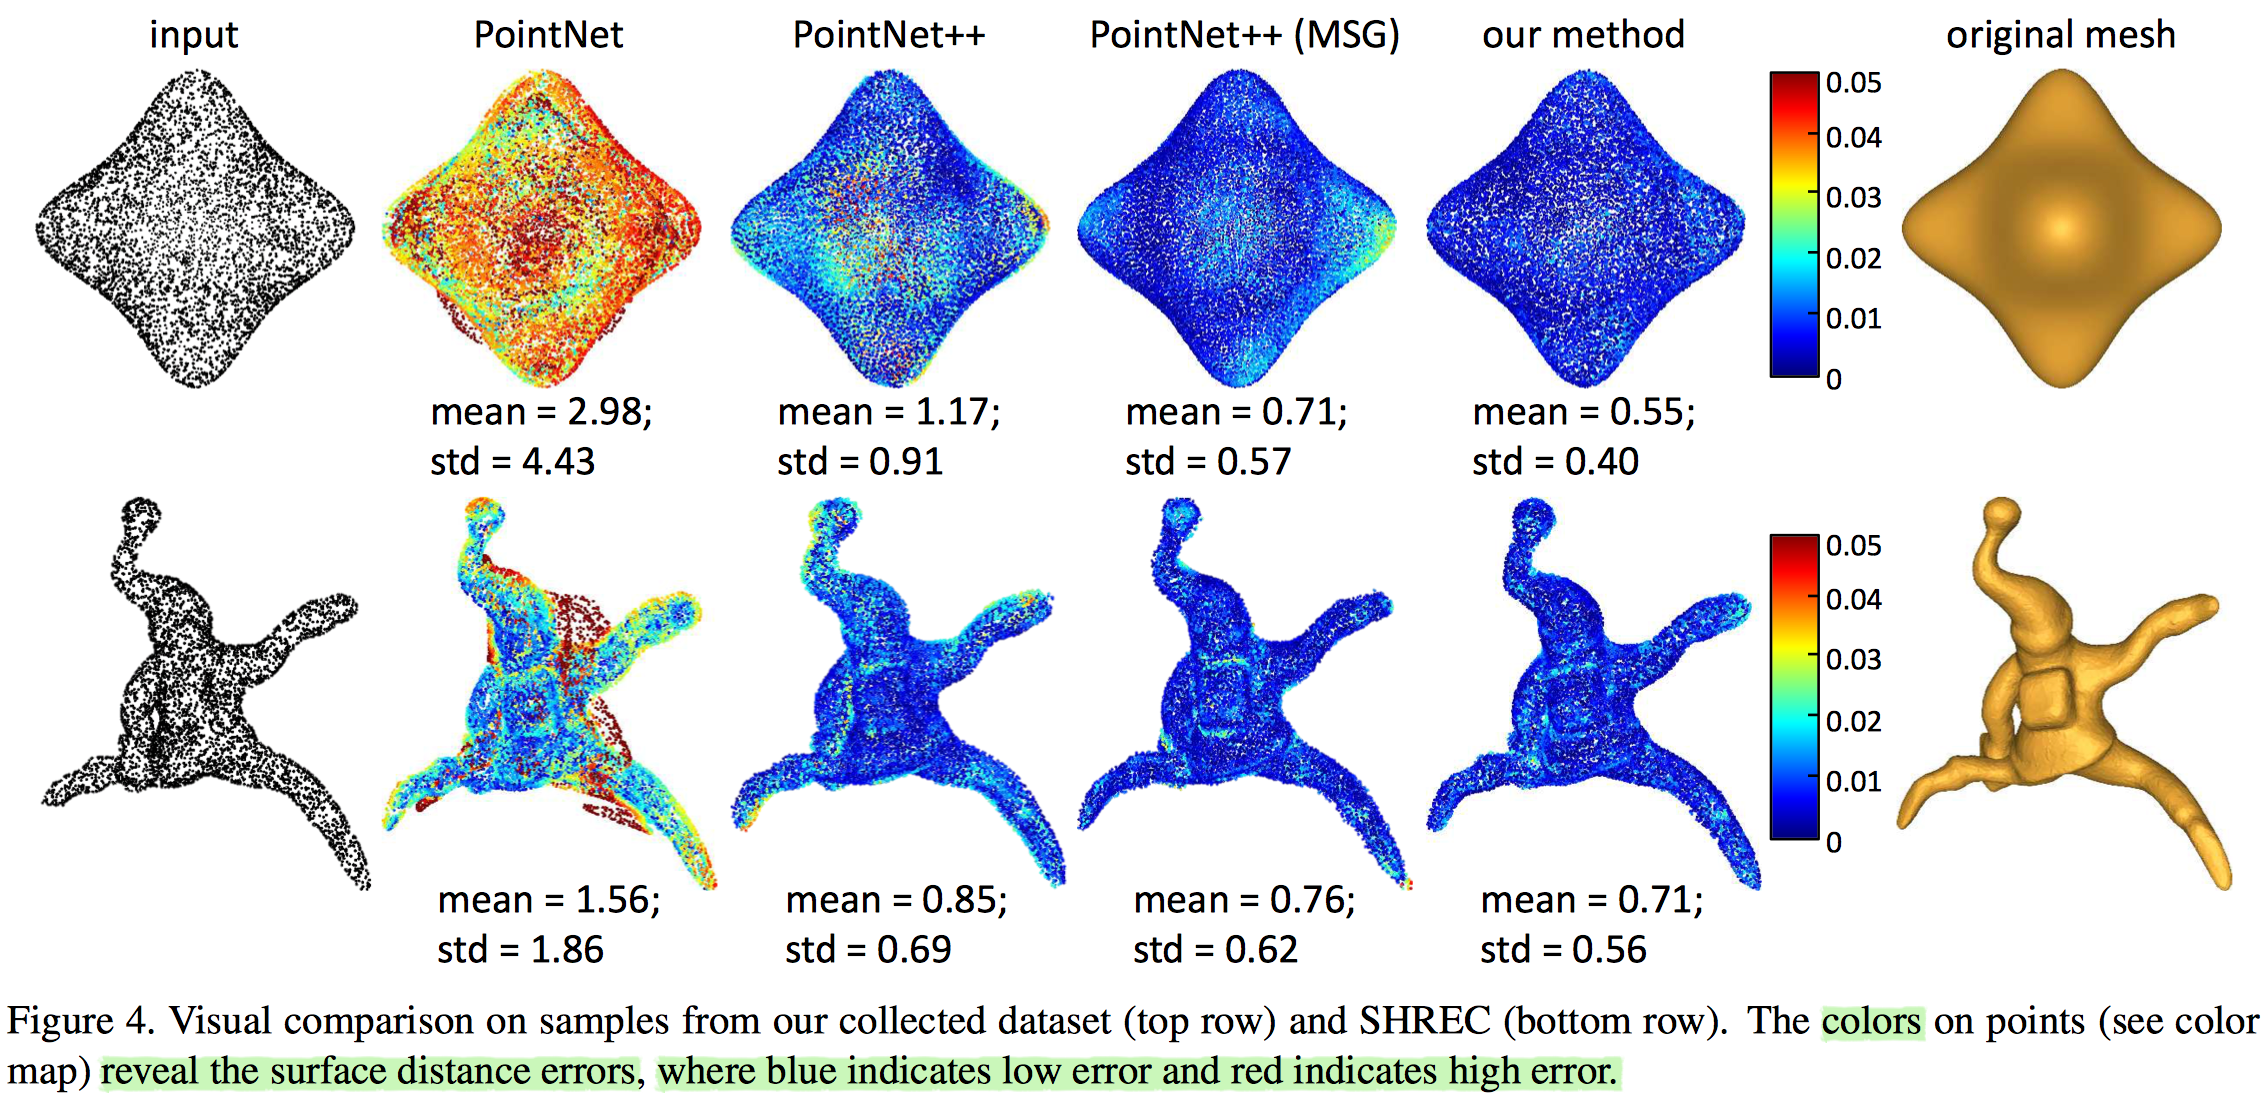 input PointNet PointNet++ PointNet++ (MSG) our method original mesh
0.05
0.04
0.03
0.02
0.01
0
mean = 2.98; mean = 1.17; mean = 0.71; mean = 0.55;
std = 4.43 std = 0.91 std = 0.57 std = 0.40
0.05
0.04
0.03
0.02
0.01
0
mean = 1.56; mean = 0.85; mean = 0.76; mean = 0.71;
std = 1.86 std = 0.69 std = 0.62 std = 0.56
Figure 4. Visual comparison on samples from our collected dataset (top row) and SHREC (bottom row). The colors on points (see color
map) reveal the surface distance errors, where blue indicates low error and red indicates high error.